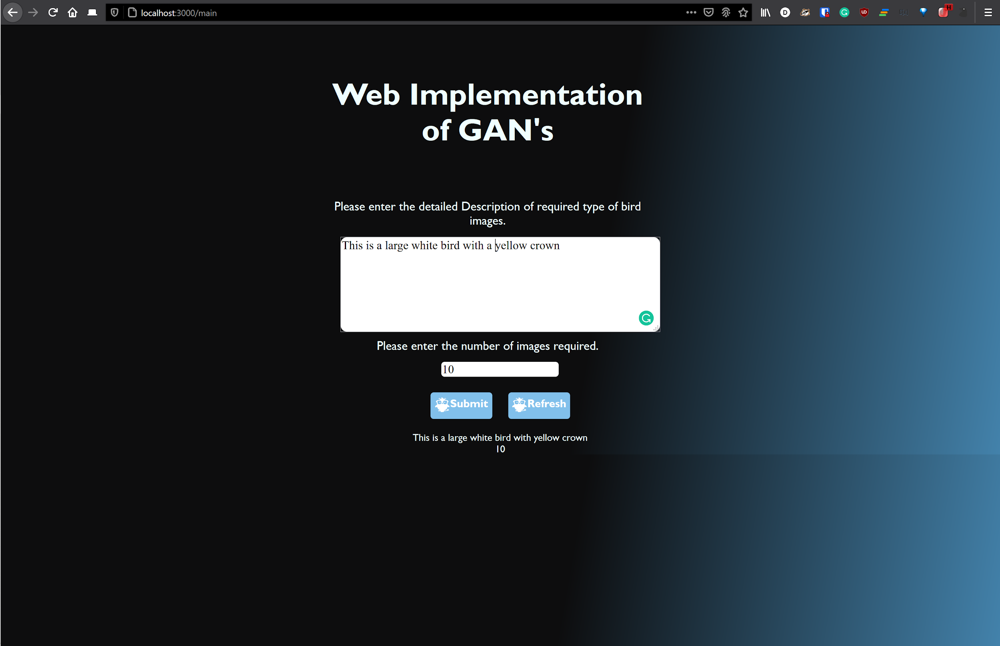 localhost:3000/main
Web Implementation
of GAN's
Please enter the detailed Description of required type of bird
images.
This is a large white bird with a yellow crown
Please enter the number of images required.
10
Submit Refresh
This is a large white bird with yellow crown
10